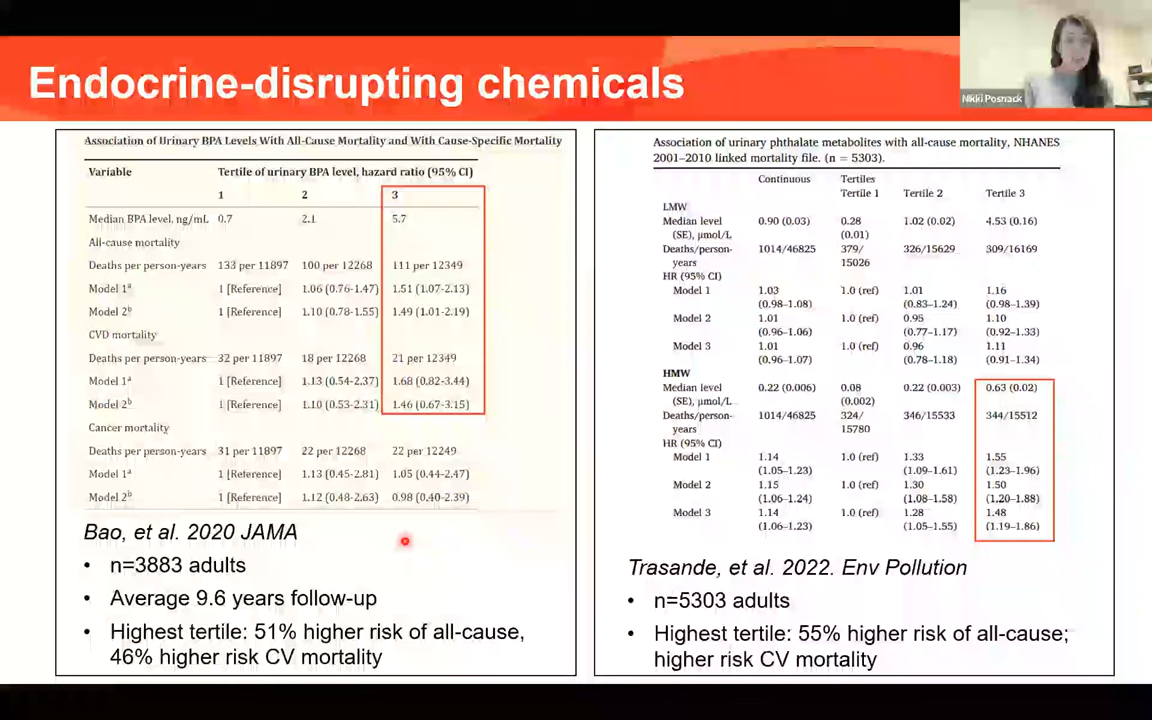 Endocrine-disrupting chemicals
Nikki Posnack
Association of Urinary BPA Levels With All-Cause Mortality and With Cause-Specific Mortality
Variable Tertile of urinary BPA level, hazard ratio (95% CI)
1 2 3
Median BPA level, ng/mL 0.7 2.1 5.7
All-cause mortality
Deaths per person-years 133 per 11897 100 per 12268 111 per 12349
Model 1a 1 [Reference] 1.06 (0.76-1.47) 1.51 (1.07-2.13)
Model 2b 1 [Reference] 1.10 (0.78-1.55) 1.49 (1.01-2.19)
CVD mortality
Deaths per person-years 32 per 11897 18 per 12268 21 per 12349
Model 1a 1 [Reference] 1.13 (0.54-2.37) 1.68 (0.82-3.44)
Model 2b 1 [Reference] 1.10 (0.53-2.31) 1.46 (0.67-3.15)
Cancer mortality
Deaths per person-years 31 per 11897 22 per 12268 22 per 12249
Model 1a 1 [Reference] 1.13 (0.45-2.81) 1.05 (0.44-2.47)
Model 2b 1 [Reference] 1.12 (0.48-2.63) 0.98 (0.40-2.39)
Bao, et al. 2020 JAMA
• n=3883 adults
• Average 9.6 years follow-up
• Highest tertile: 51% higher risk of all-cause,
46% higher risk CV mortality
Association of urinary phthalate metabolites with all-cause mortality, NHANES
2001–2010 linked mortality file. (n = 5303).
Continuous Tertiles
Tertile 1 Tertile 2 Tertile 3
LMW
Median level 0.90 (0.03) 0.28 1.02 (0.02) 4.53 (0.16)
(SE), μmol/L (0.01)
Deaths/person- 1014/46825 379/ 326/15629 309/16169
years 15026
HR (95% CI)
Model 1 1.03 1.0 (ref) 1.01 1.16
(0.98–1.08) (0.83–1.24) (0.98–1.39)
Model 2 1.01 1.0 (ref) 0.95 1.10
(0.96–1.06) (0.77–1.17) (0.92–1.33)
Model 3 1.01 1.0 (ref) 0.96 1.11
(0.96–1.07) (0.78–1.18) (0.91–1.34)
HMW
Median level 0.22 (0.006) 0.08 0.22 (0.003) 0.63 (0.02)
(SE), μmol/L (0.002)
Deaths/person- 1014/46825 324/ 346/15533 344/15512
years 15780
HR (95% CI)
Model 1 1.14 1.0 (ref) 1.33 1.55
(1.05–1.23) (1.09–1.61) (1.23–1.96)
Model 2 1.15 1.0 (ref) 1.30 1.50
(1.06–1.24) (1.08–1.58) (1.20–1.88)
Model 3 1.14 1.0 (ref) 1.28 1.48
(1.06–1.23) (1.05–1.55) (1.19–1.86)
Trasande, et al. 2022. Env Pollution
• n=5303 adults
• Highest tertile: 55% higher risk of all-cause;
higher risk CV mortality